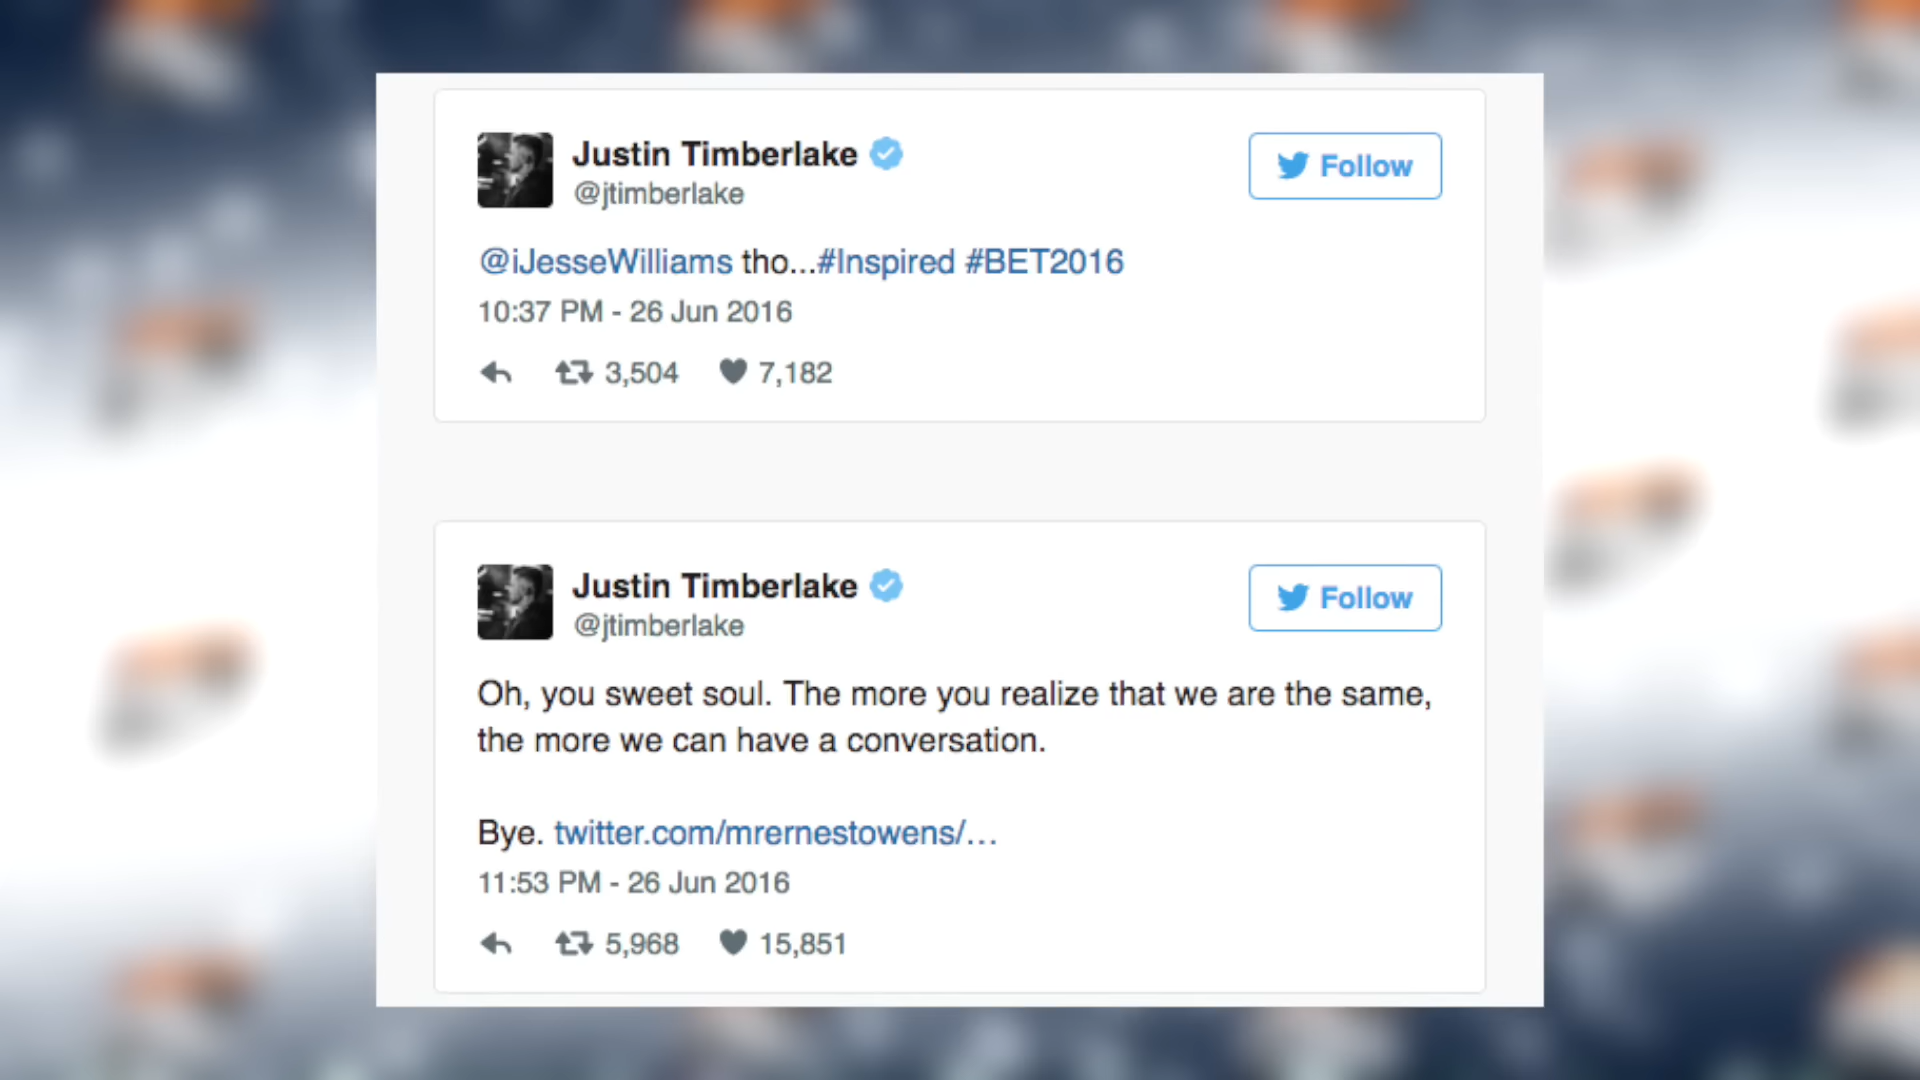 Justin Timberlake
@jtimberlake
Follow
@iJesseWilliams tho...#Inspired #BET2016
10:37 PM - 26 Jun 2016
3,504 7,182
Justin Timberlake
@jtimberlake
Follow
Oh, you sweet soul. The more you realize that we are the same,
the more we can have a conversation.
Bye. twitter.com/mrernestowens/…
11:53 PM - 26 Jun 2016
5,968 15,851